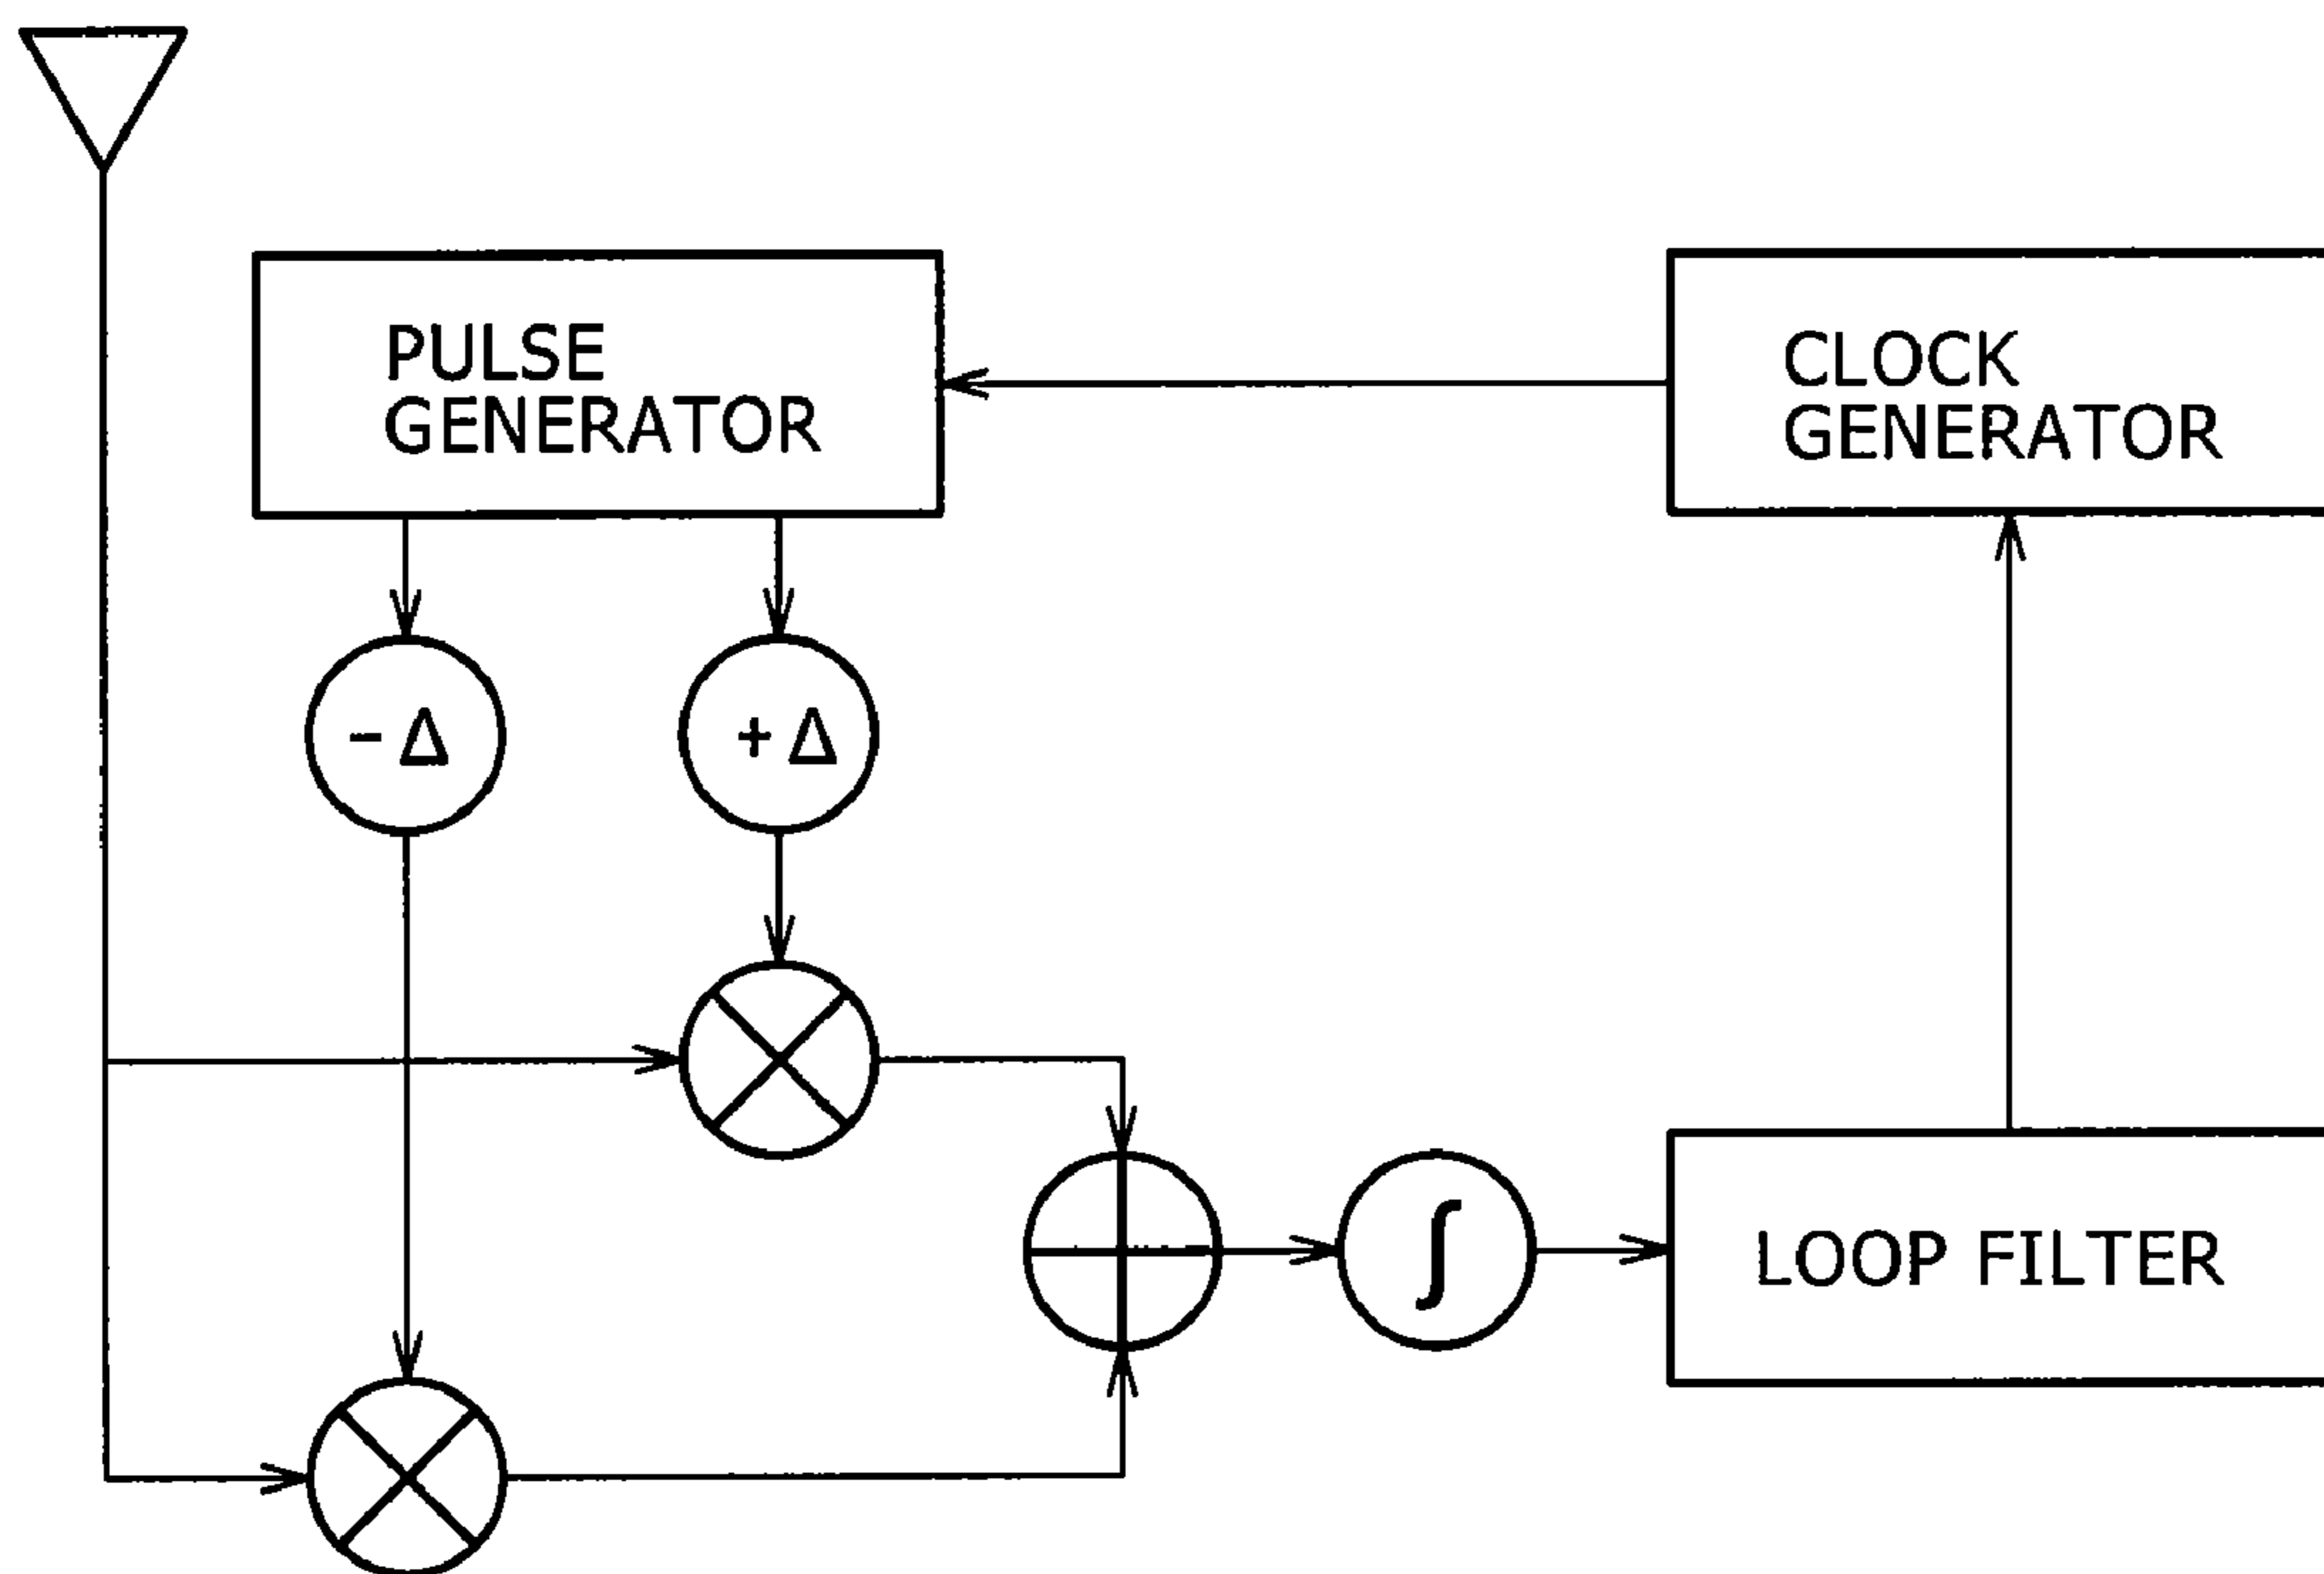 PULSE
GENERATOR
CLOCK
GENERATOR
- Δ
+ Δ
∫
LOOP FILTER